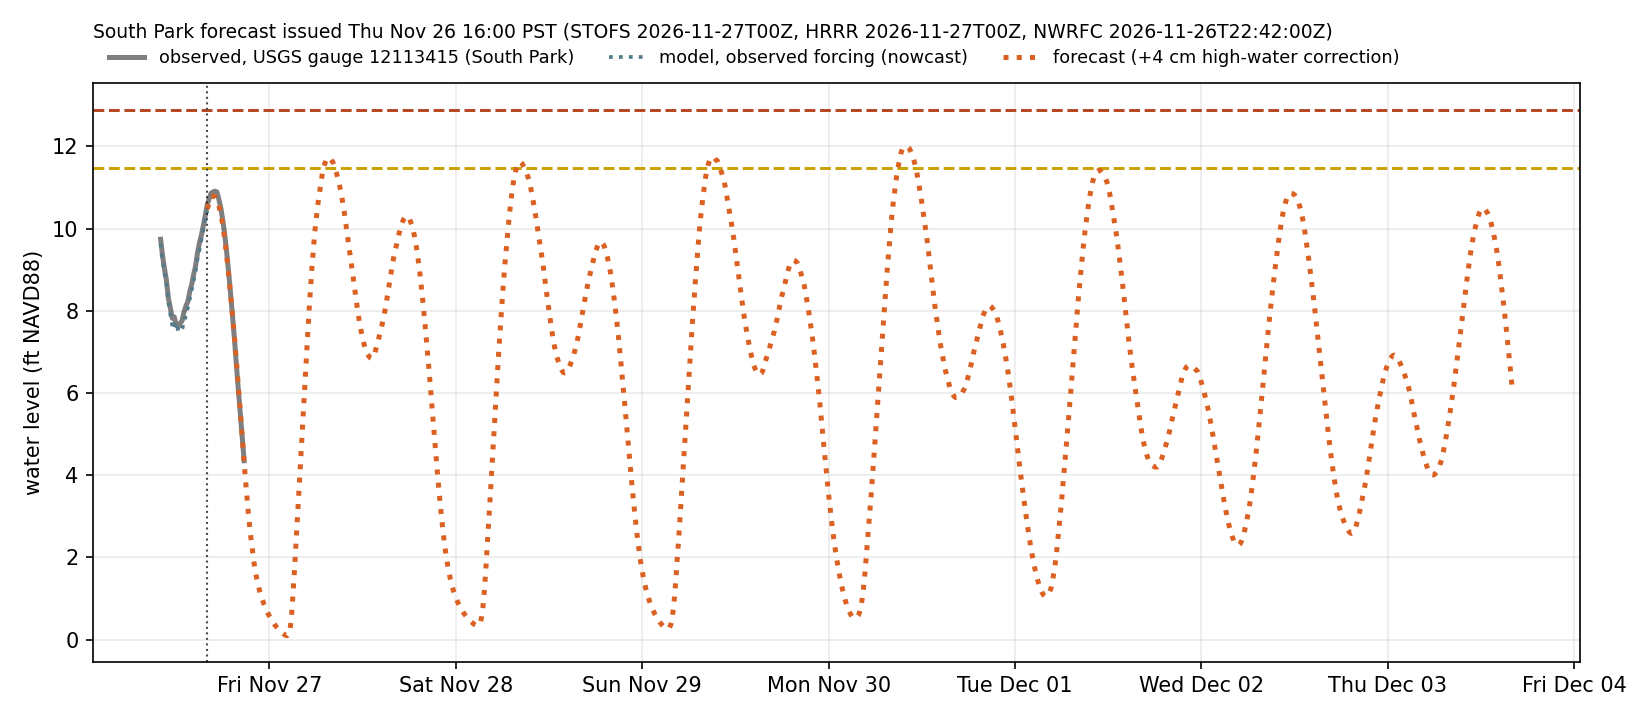 South Park forecast issued Thu Nov 26 16:00 PST (STOFS 2026-11-27T00Z, HRRR 2026-11-27T00Z, NWRFC 2026-11-26T22:42:00Z)
observed, USGS gauge 12113415 (South Park) model, observed forcing (nowcast) forecast (+4 cm high-water correction)
water level (ft NAVD88)
12
10
8
6
4
2
0
Fri Nov 27 Sat Nov 28 Sun Nov 29 Mon Nov 30 Tue Dec 01 Wed Dec 02 Thu Dec 03 Fri Dec 04